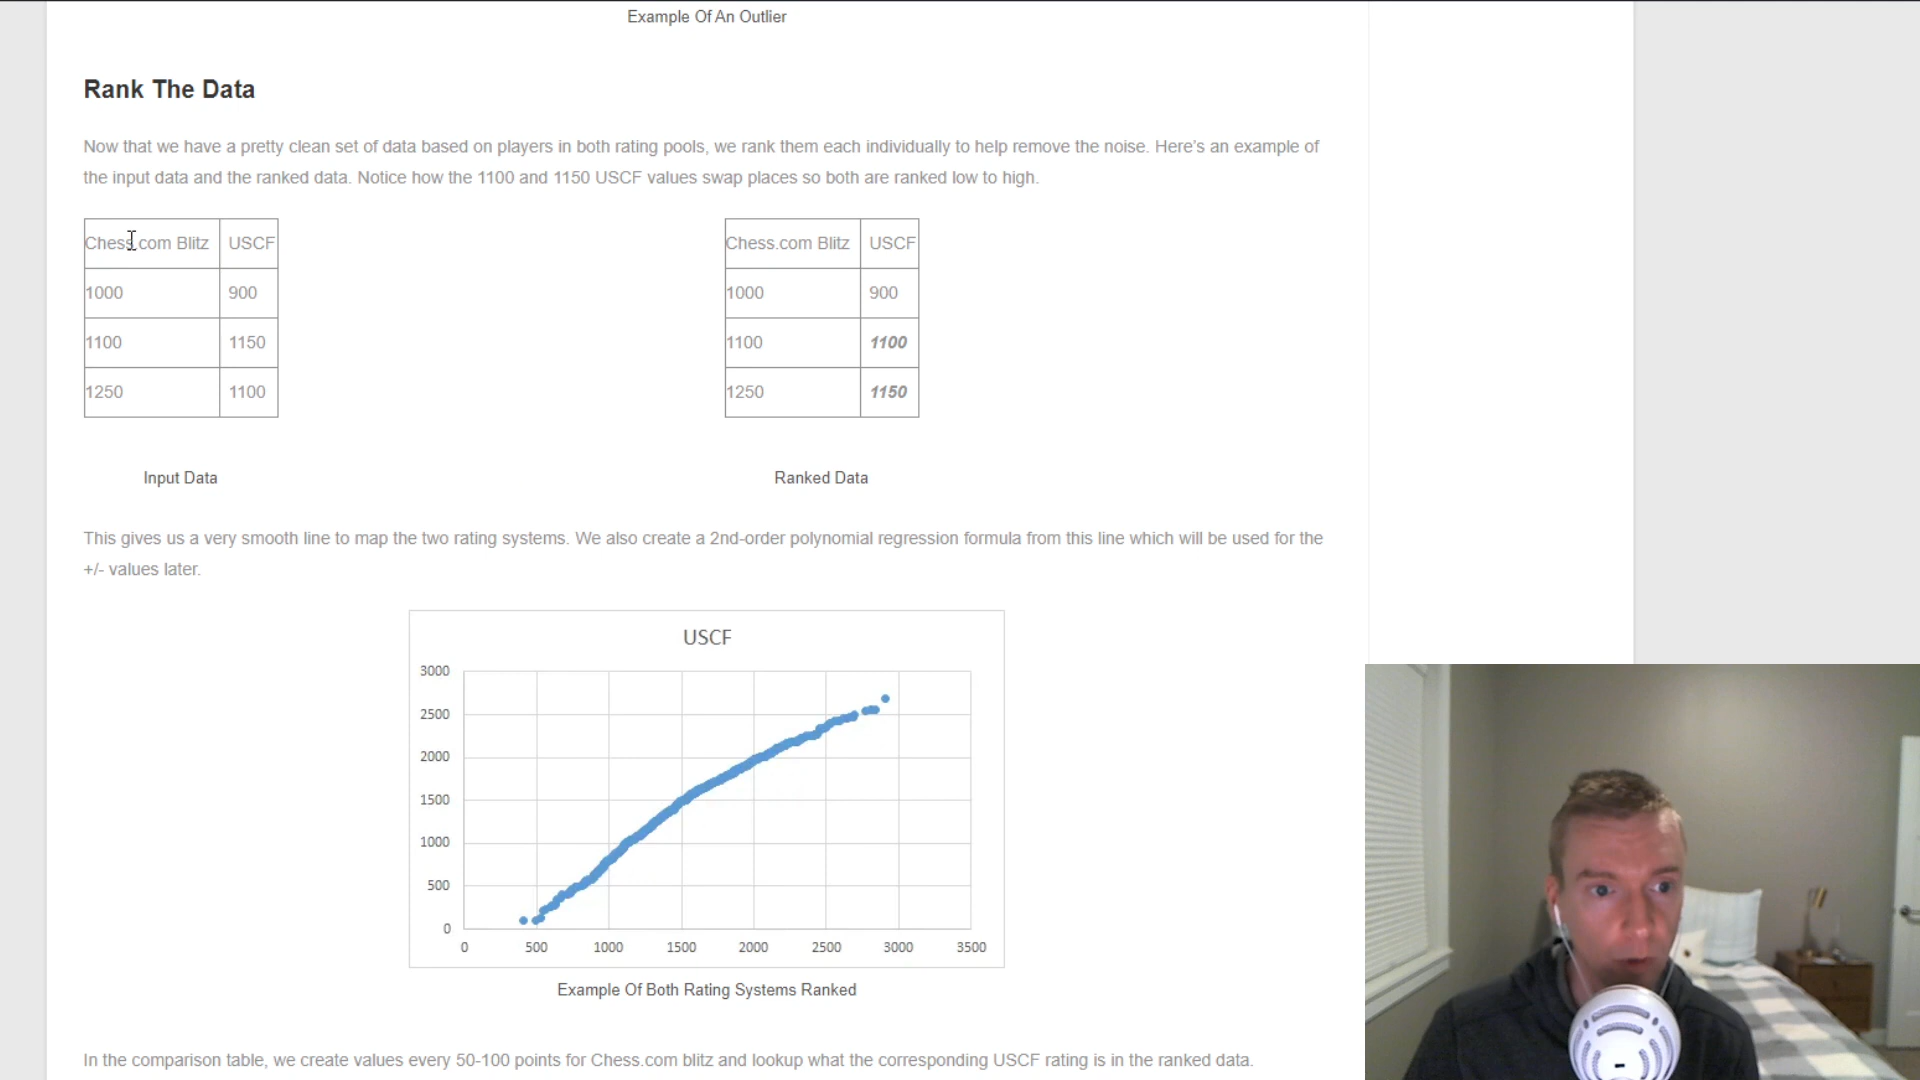 Example Of An Outlier
Rank The Data
Now that we have a pretty clean set of data based on players in both rating pools, we rank them each individually to help remove the noise. Here's an example of
the input data and the ranked data. Notice how the 1100 and 1150 USCF values swap places so both are ranked low to high.
Chess.com Blitz USCF
1000 900
1100 1150
1250 1100
Input Data
Chess.com Blitz USCF
1000 900
1100 1100
1250 1150
Ranked Data
This gives us a very smooth line to map the two rating systems. We also create a 2nd-order polynomial regression formula from this line which will be used for the
+/- values later.
USCF
3000
2500
2000
1500
1000
500
0
0 500 1000 1500 2000 2500 3000 3500
Example Of Both Rating Systems Ranked
In the comparison table, we create values every 50-100 points for Chess.com blitz and lookup what the corresponding USCF rating is in the ranked data.